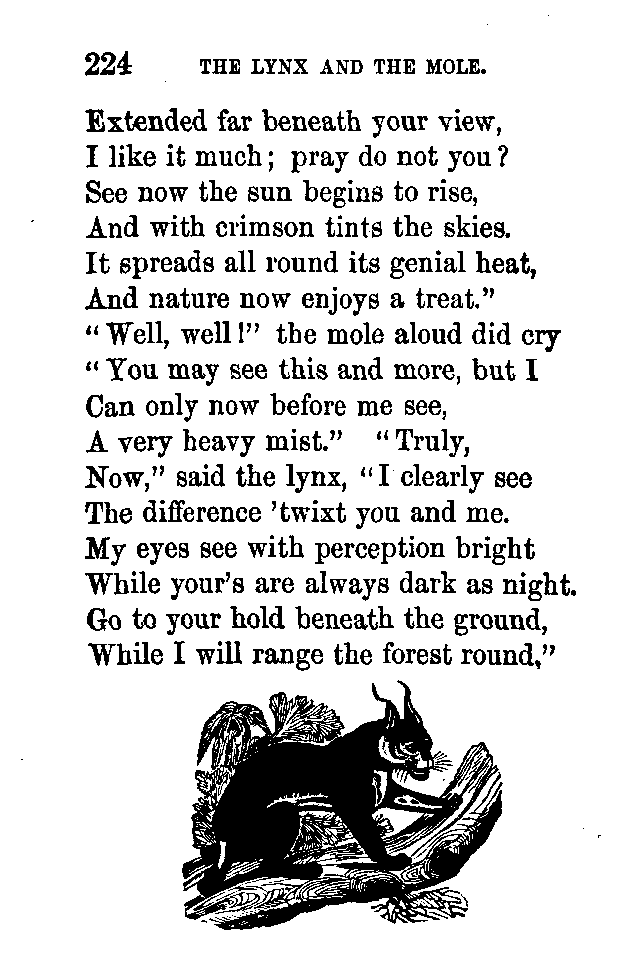 224 THE LYNX AND THE MOLE.
Extended far beneath your view,
I like it much; pray do not you?
See now the sun begins to rise,
And with crimson tints the skies.
It spreads all round its genial heat,
And nature now enjoys a treat.”
“Well, well!” the mole aloud did cry
“You may see this and more, but I
Can only now before me see,
A very heavy mist.” “Truly,
Now,” said the lynx, “I clearly see
The difference ’twixt you and me.
My eyes see with perception bright
While your’s are always dark as night.
Go to your hold beneath the ground,
While I will range the forest round,”